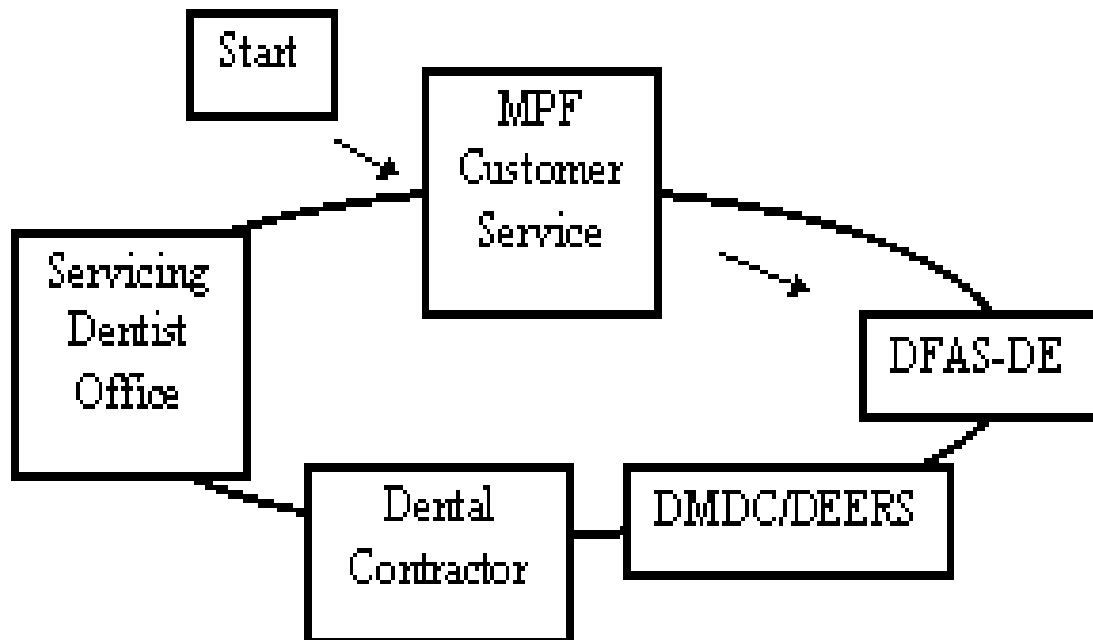 Start
MPF
Customer
Service
Servicing
Dentist
Office
DFAS-DE
Dental
Contractor
DMDC/DEERS